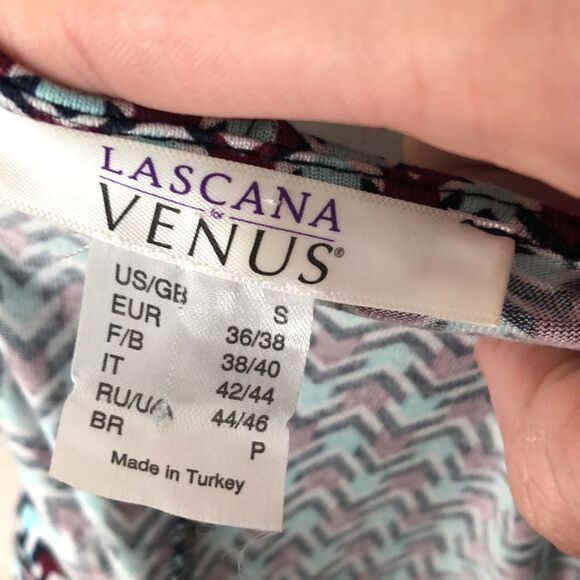 LASCANA
for
VENUS®
US/GB S
EUR 36/38
F/B 38/40
IT 42/44
RU/UA 44/46
BR P
Made in Turkey